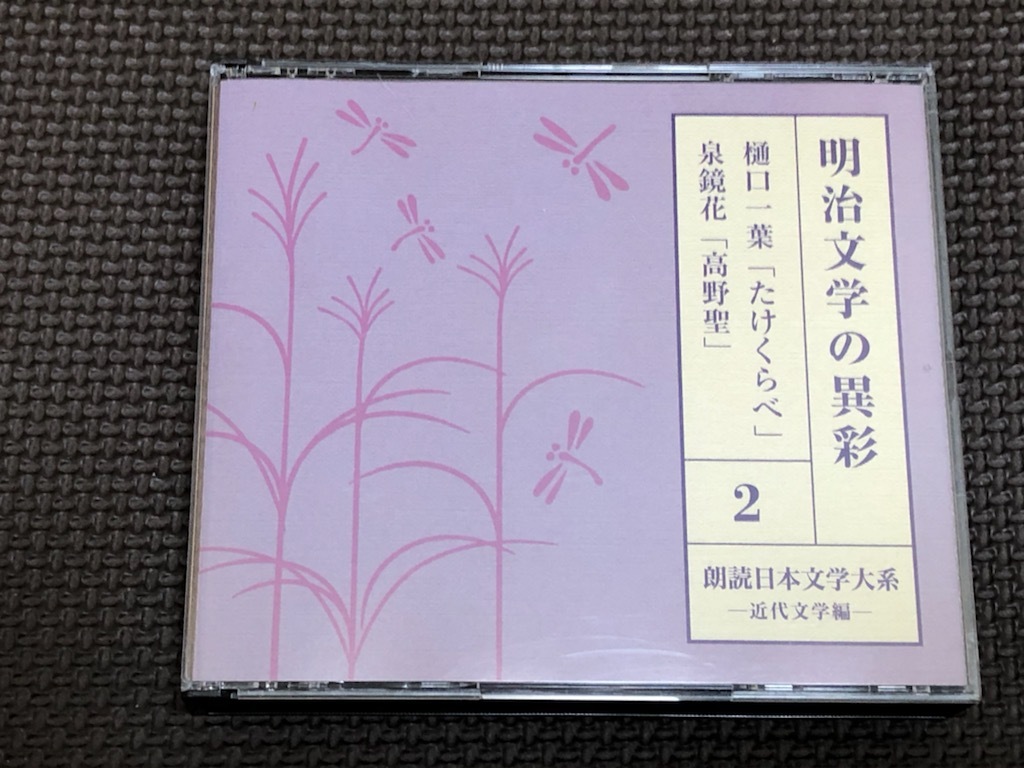 明治文学の異彩
樋口一葉「たけくらべ」
泉鏡花「高野聖」
2
朗読日本文学大系
―近代文学編―